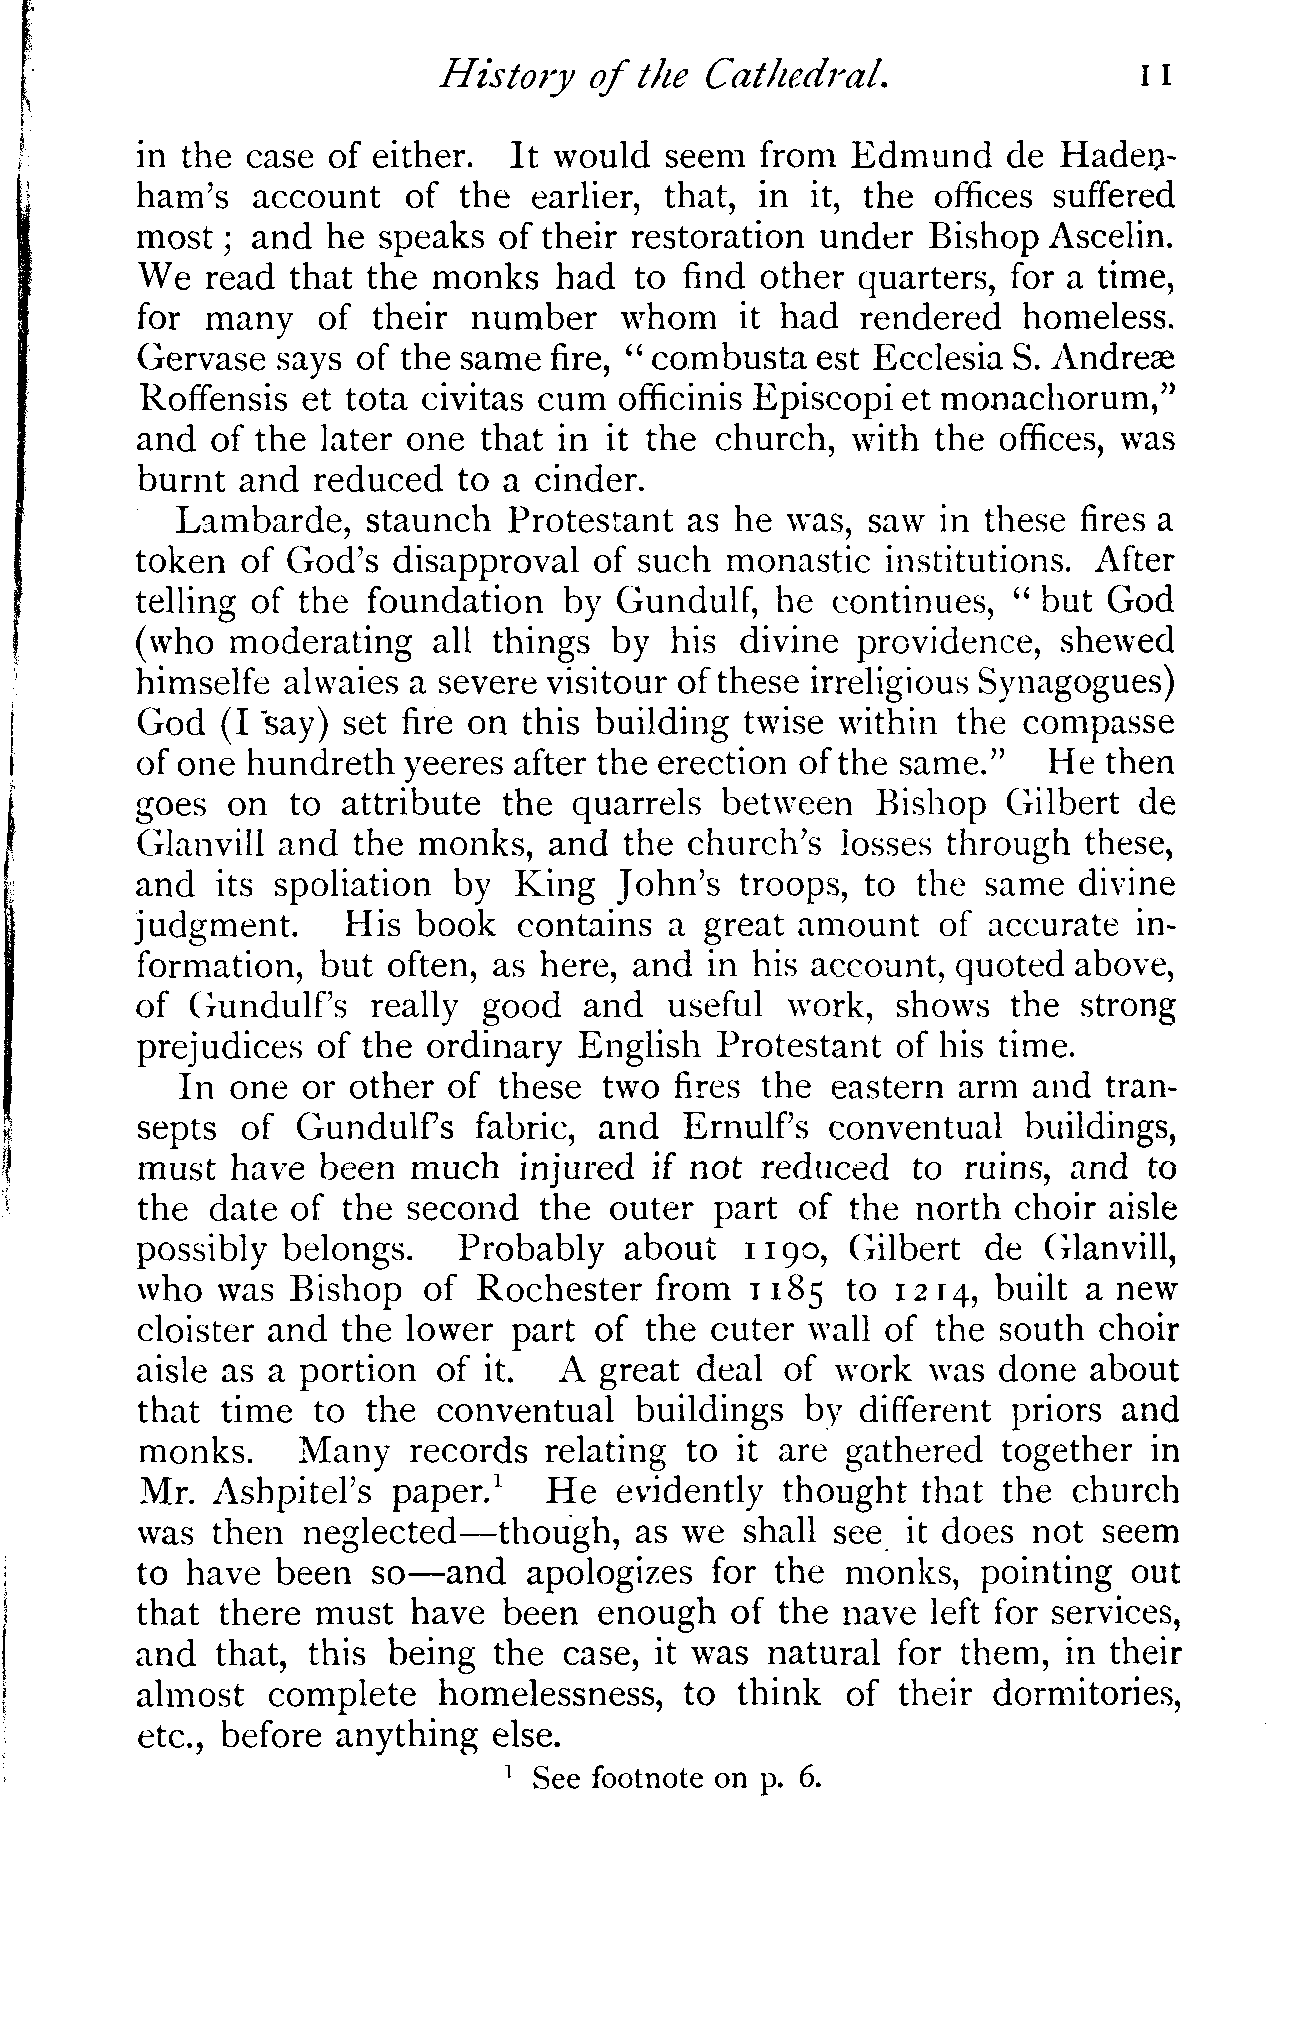 History of the Cathedral. 11
in the case of either. It would seem from Edmund de Haden-
ham's account of the earlier, that, in it, the offices suffered
most ; and he speaks of their restoration under Bishop Ascelin.
We read that the monks had to find other quarters, for a time,
for many of their number whom it had rendered homeless.
Gervase says of the same fire, “ combusta est Ecclesia S. Andreæ
Roffensis et tota civitas cum officinis Episcopi et monachorum,”
and of the later one that in it the church, with the offices, was
burnt and reduced to a cinder.
Lambarde, staunch Protestant as he was, saw in these fires a
token of God's disapproval of such monastic institutions. After
telling of the foundation by Gundulf, he continues, “ but God
(who moderating all things by his divine providence, shewed
himselfe alwaies a severe visitour of these irreligious Synagogues)
God (I say) set fire on this building twise within the compasse
of one hundreth yeeres after the erection of the same.” He then
goes on to attribute the quarrels between Bishop Gilbert de
Glanvill and the monks, and the church's losses through these,
and its spoliation by King John's troops, to the same divine
judgment. His book contains a great amount of accurate in-
formation, but often, as here, and in his account, quoted above,
of Gundulf's really good and useful work, shows the strong
prejudices of the ordinary English Protestant of his time.
In one or other of these two fires the eastern arm and tran-
septs of Gundulf's fabric, and Ernulf's conventual buildings,
must have been much injured if not reduced to ruins, and to
the date of the second the outer part of the north choir aisle
possibly belongs. Probably about 1190, Gilbert de Glanvill,
who was Bishop of Rochester from 1185 to 1214, built a new
cloister and the lower part of the outer wall of the south choir
aisle as a portion of it. A great deal of work was done about
that time to the conventual buildings by different priors and
monks. Many records relating to it are gathered together in
Mr. Ashpitel's paper.¹ He evidently thought that the church
was then neglected—though, as we shall see it does not seem
to have been so—and apologizes for the monks, pointing out
that there must have been enough of the nave left for services,
and that, this being the case, it was natural for them, in their
almost complete homelessness, to think of their dormitories,
etc., before anything else.
¹ See footnote on p. 6.